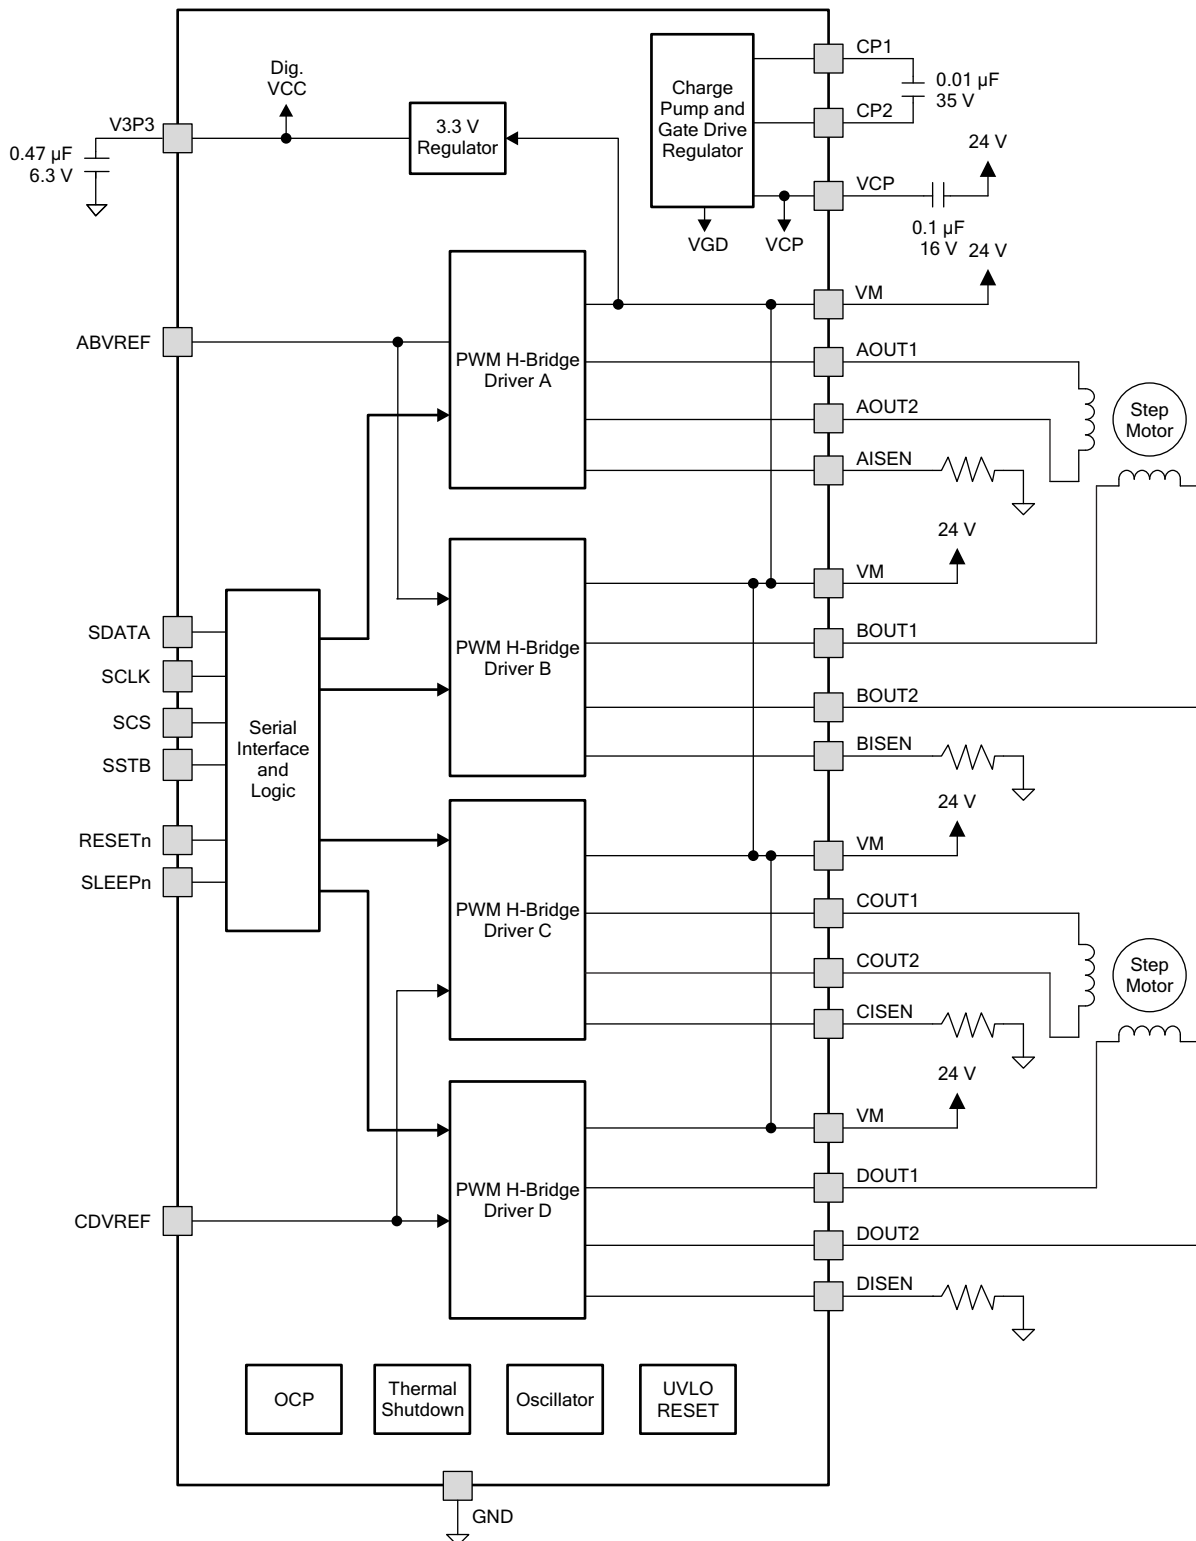 CP1
0.01 µF
35 V
CP2
Charge
Pump and
Gate Drive
Regulator
Dig.
VCC
V3P3
3.3 V
Regulator
0.47 µF
6.3 V
24 V
VCP
0.1 µF
16 V
VGD
VCP
24 V
VM
ABVREF
PWM H-Bridge
Driver A
AOUT1
AOUT2
Step
Motor
AISEN
24 V
VM
SDATA
SCLK
SCS
SSTB
RESETn
SLEEPn
Serial
Interface
and
Logic
PWM H-Bridge
Driver B
BOUT1
BOUT2
BISEN
24 V
VM
PWM H-Bridge
Driver C
COUT1
COUT2
Step
Motor
CISEN
24 V
VM
CDVREF
PWM H-Bridge
Driver D
DOUT1
DOUT2
DISEN
OCP
Thermal
Shutdown
Oscillator
UVLO
RESET
GND